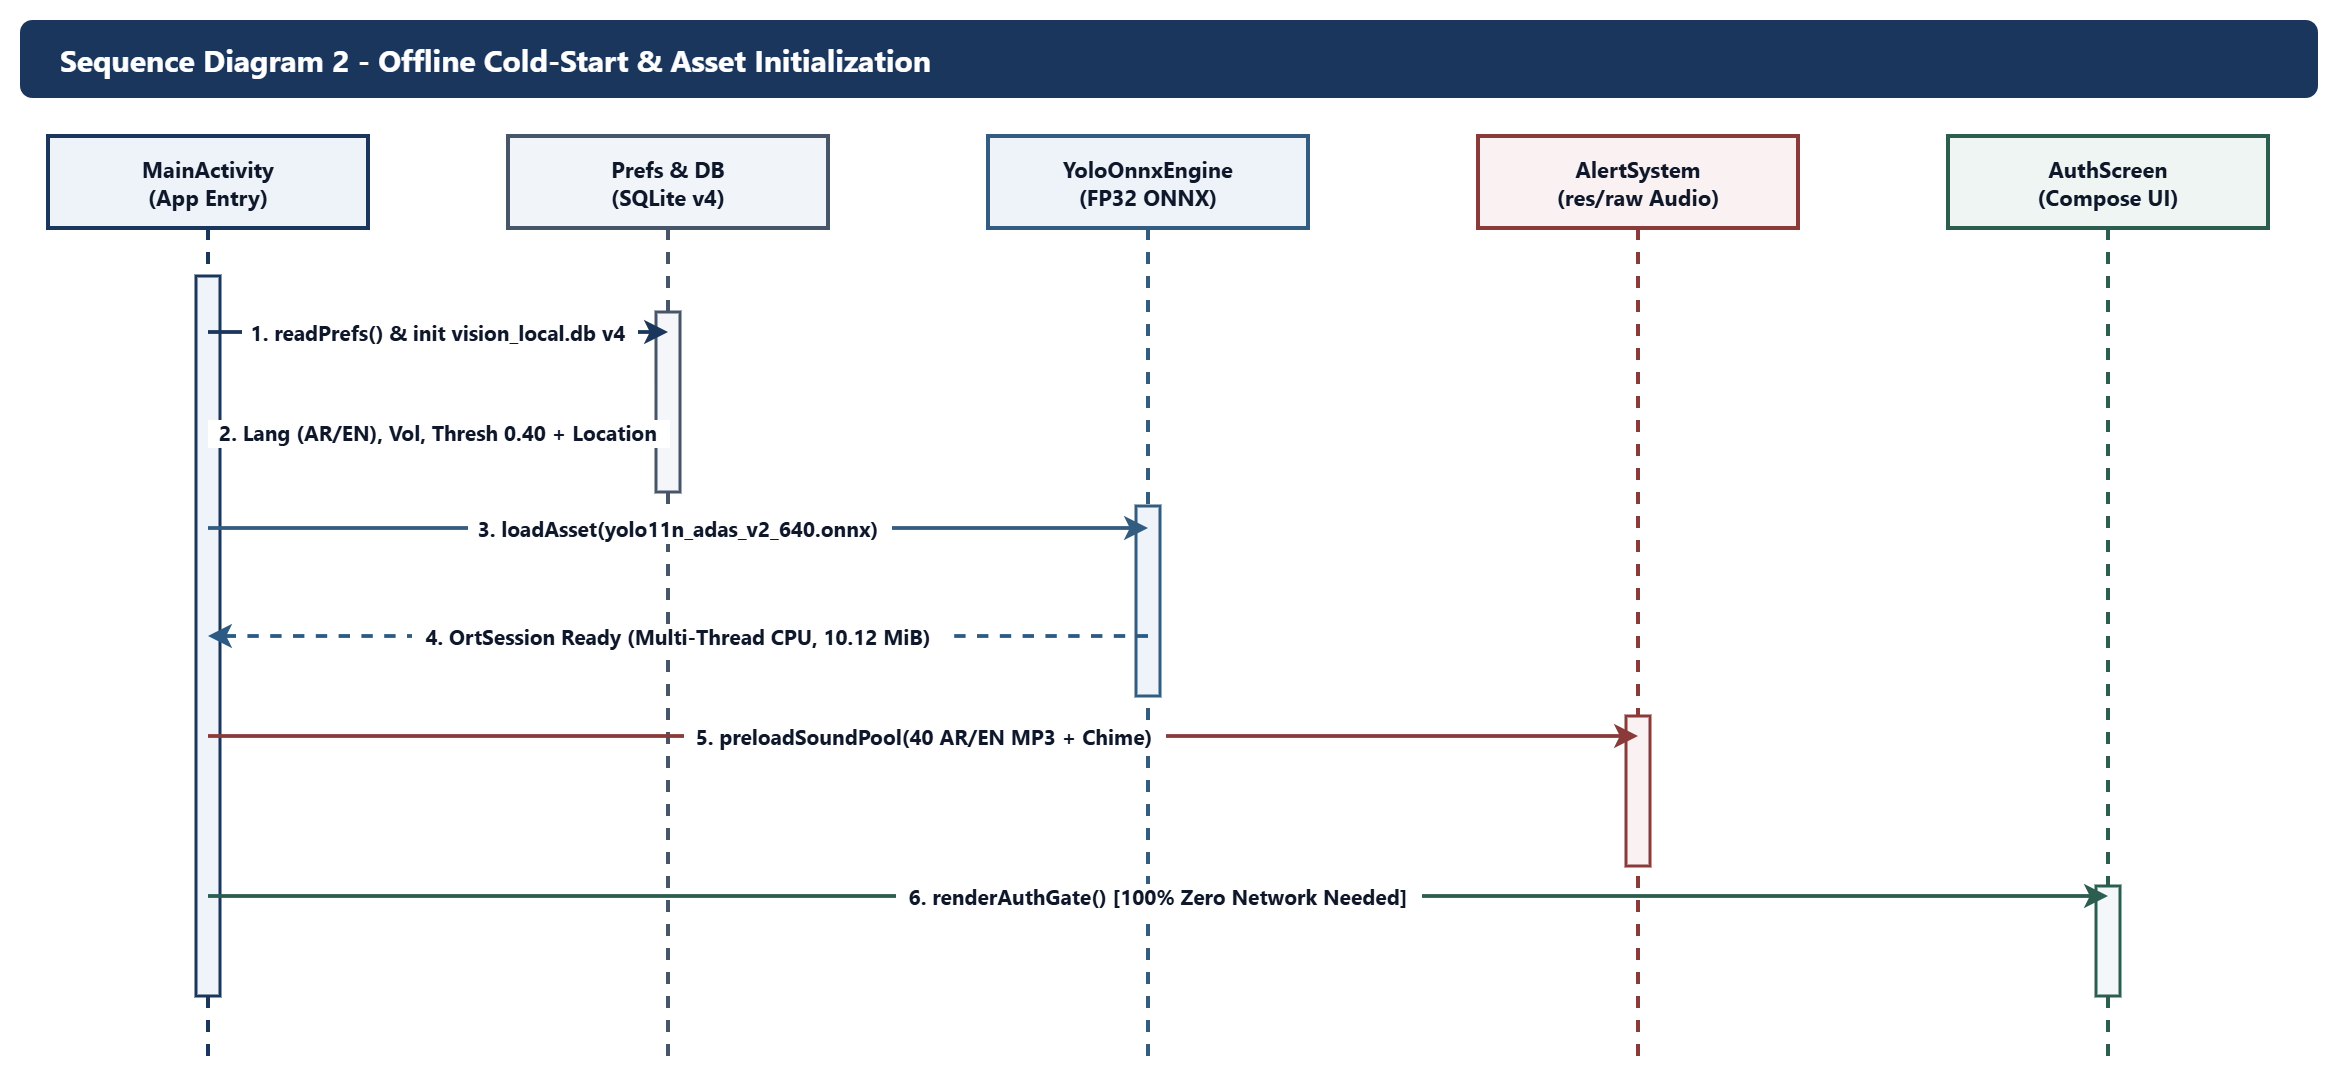 Sequence Diagram 2 - Offline Cold-Start & Asset Initialization
MainActivity
(App Entry)
Prefs & DB
(SQLite v4)
YoloOnnxEngine
(FP32 ONNX)
AlertSystem
(res/raw Audio)
AuthScreen
(Compose UI)
1. readPrefs() & init vision_local.db v4
2. Lang (AR/EN), Vol, Thresh 0.40 + Location
3. loadAsset(yolo11n_adas_v2_640.onnx)
4. OrtSession Ready (Multi-Thread CPU, 10.12 MiB)
5. preloadSoundPool(40 AR/EN MP3 + Chime)
6. renderAuthGate() [100% Zero Network Needed]